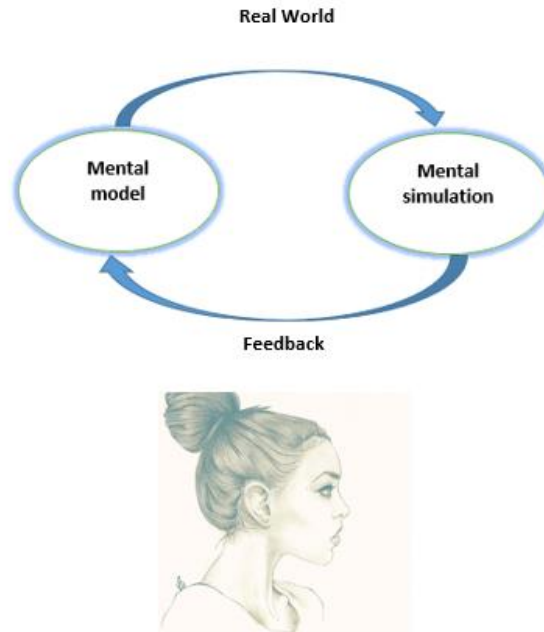 Real World
Mental
model
Mental
simulation
Feedback